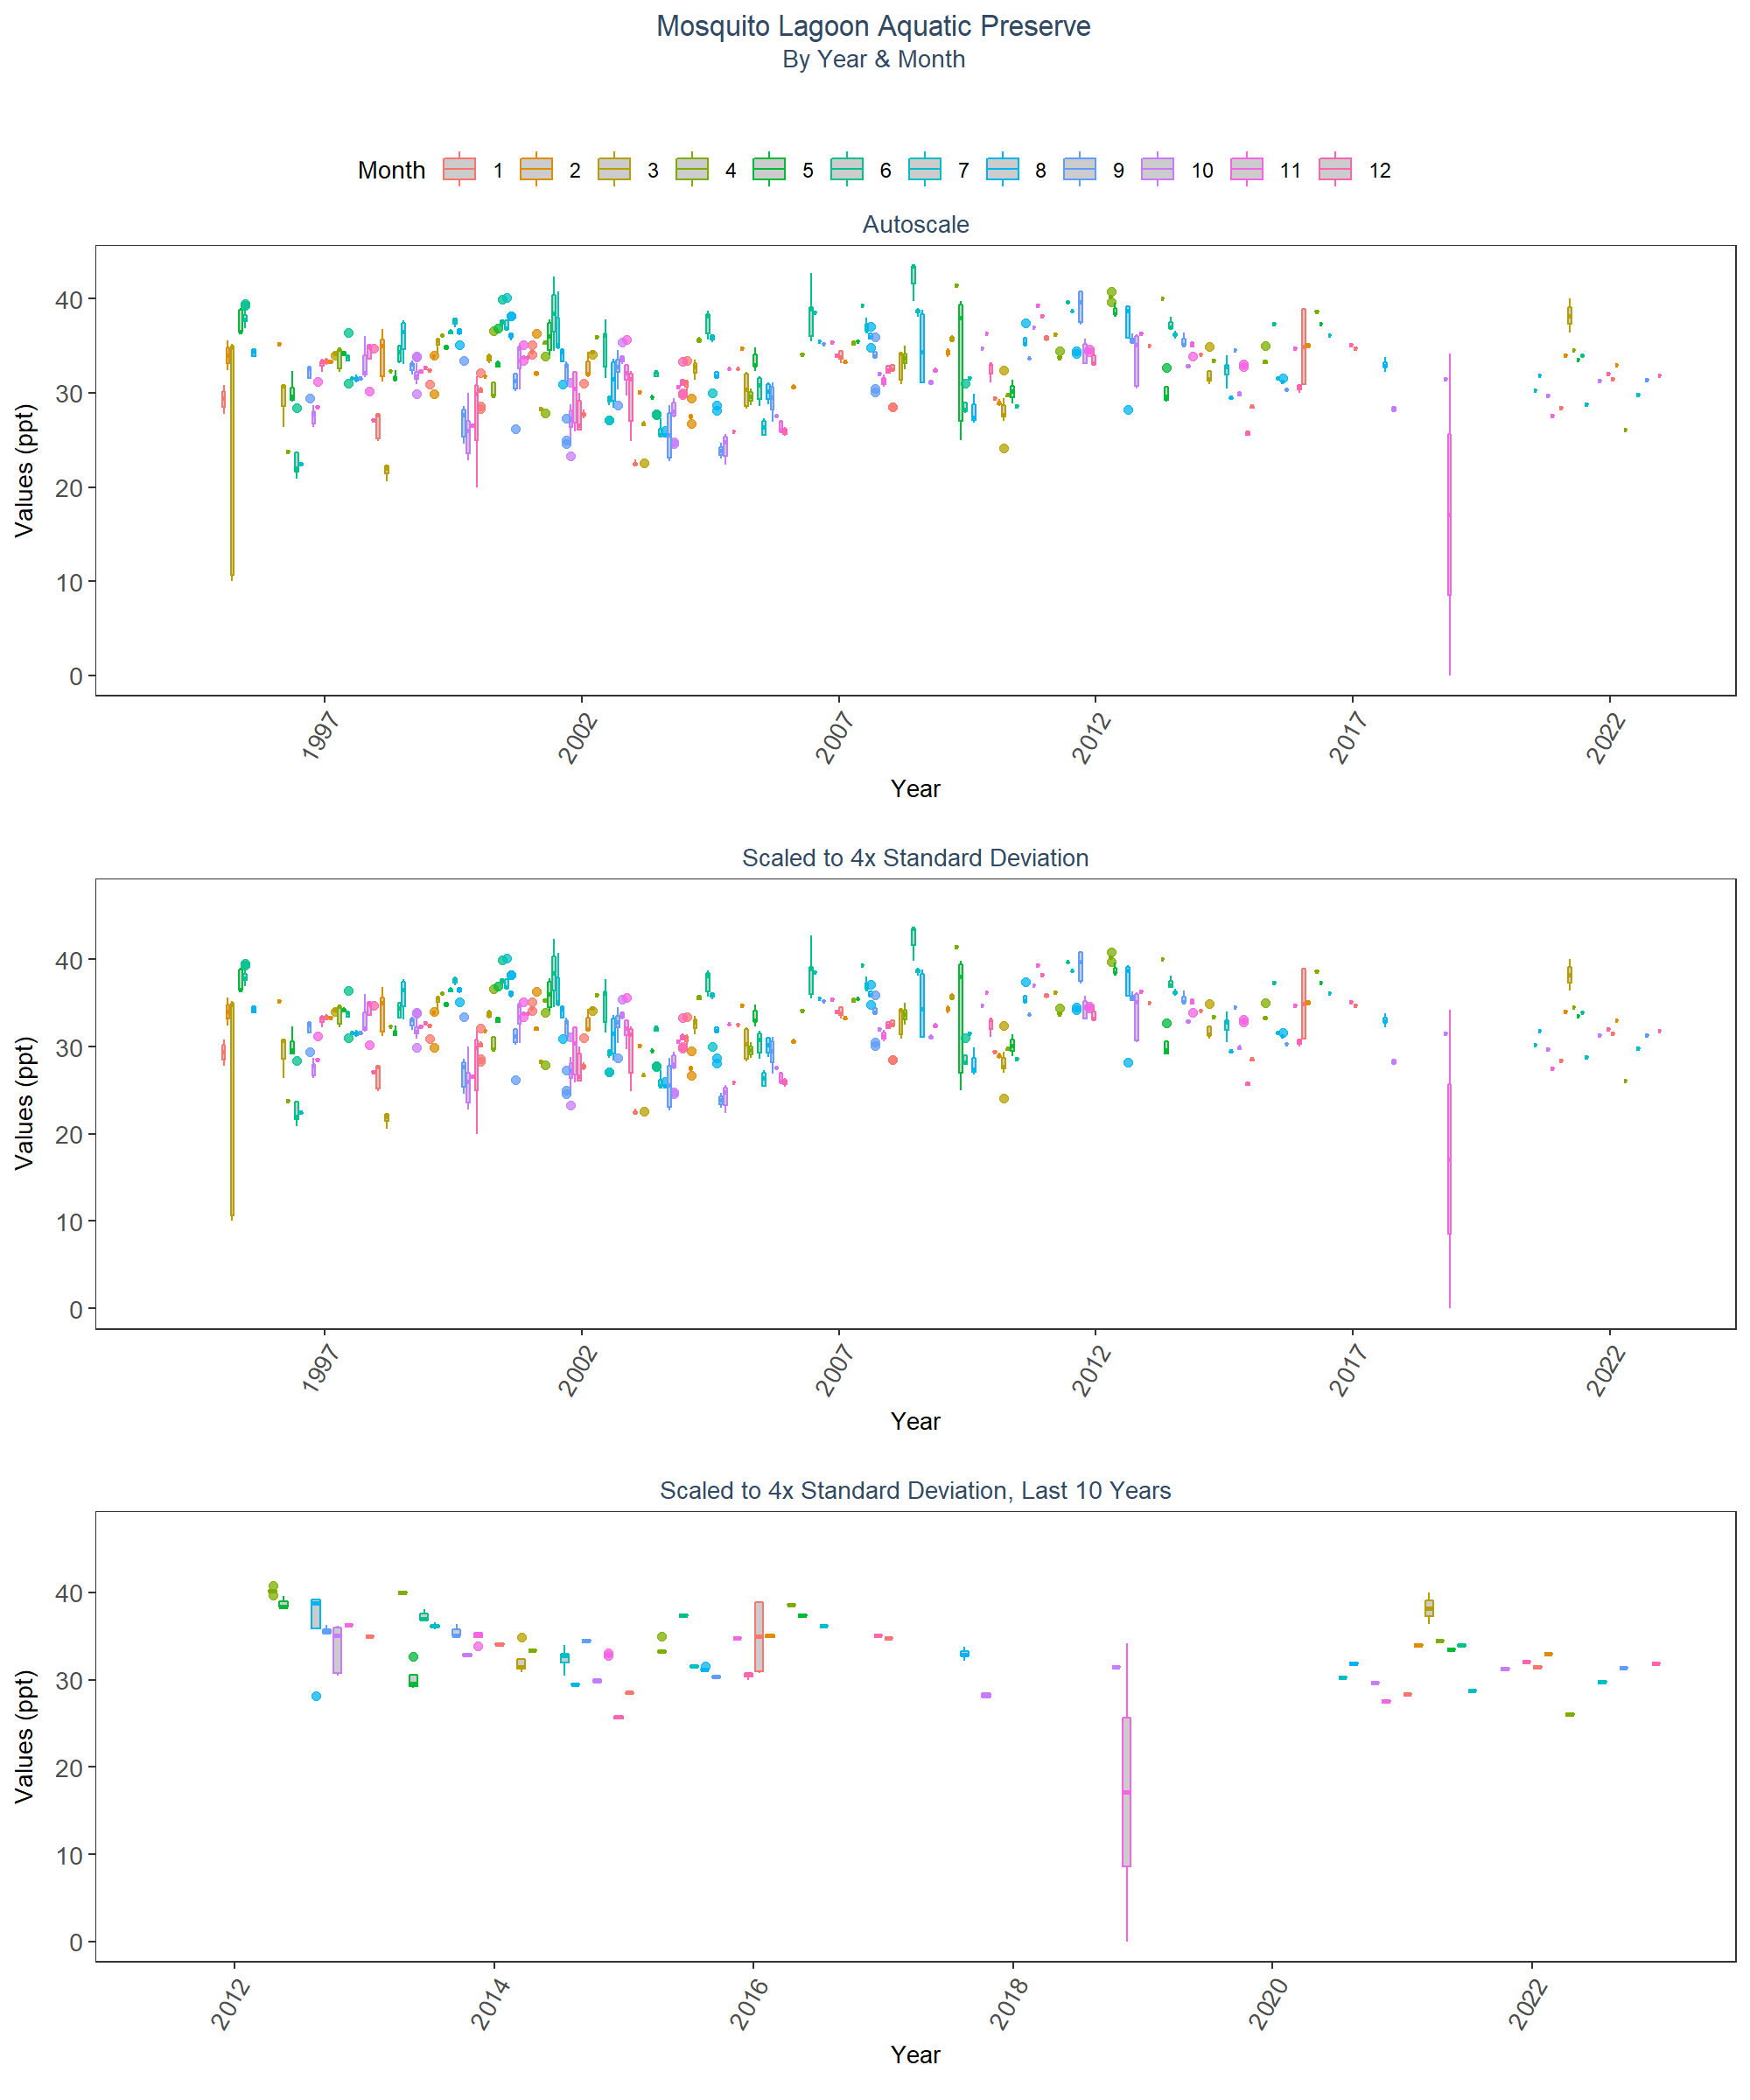 Mosquito Lagoon Aquatic Preserve
By Year & Month
Month 1 2 3 4 5 6 7 8 9 10 11 12
Autoscale
Values (ppt)
40
30
20
10
0
1997 2002 2007 2012 2017 2022
Year
Scaled to 4x Standard Deviation
Values (ppt)
40
30
20
10
0
1997 2002 2007 2012 2017 2022
Year
Scaled to 4x Standard Deviation, Last 10 Years
Values (ppt)
40
30
20
10
0
2012 2014 2016 2018 2020 2022
Year